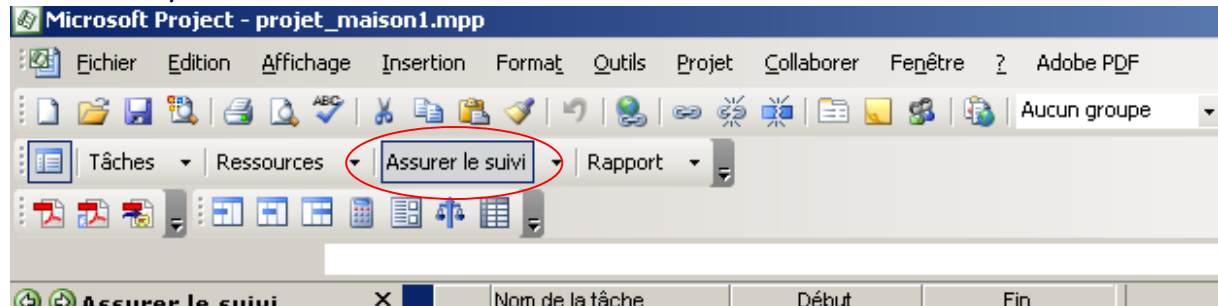 Microsoft Project - projet_maison1.mpp
Fichier Edition Affichage Insertion Format Outils Projet Collaborer Fenêtre ? Adobe PDF
ABC Aucun groupe
Tâches Ressources Assurer le suivi Rapport
Assurer le suivi X Nom de la tâche Début Fin